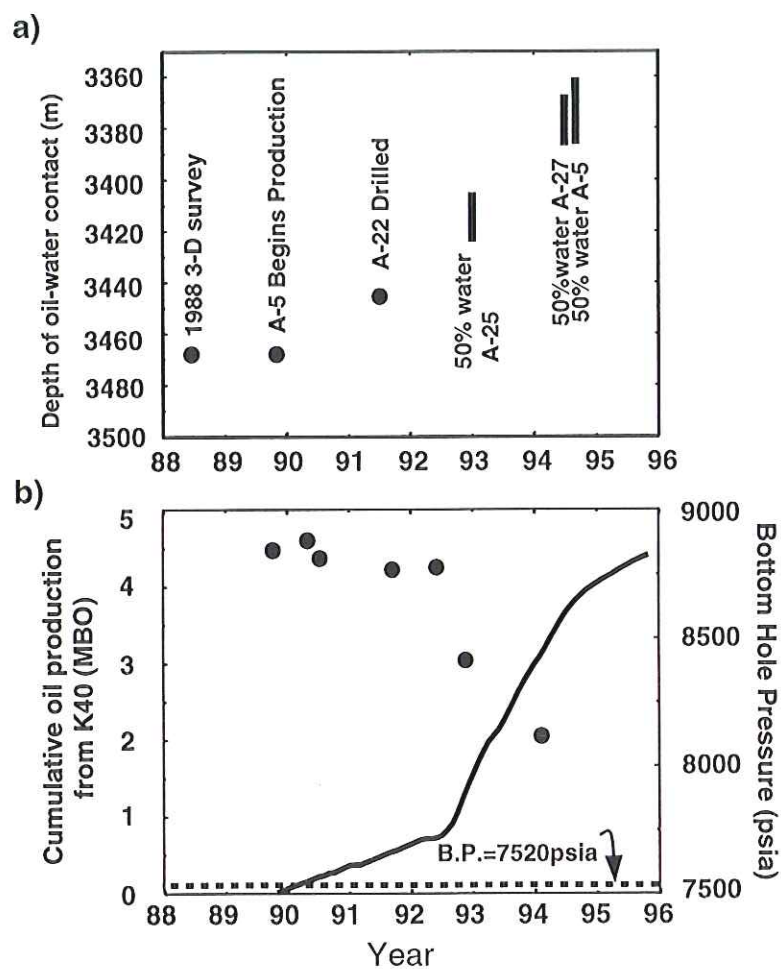 a)
Depth of oil-water contact (m)
3360
3380
3400
3420
3440
3460
3480
3500
1988 3-D survey
A-5 Begins Production
A-22 Drilled
50% water
A-25
50%water A-27
50% water A-5
88 89 90 91 92 93 94 95 96
b)
Cumulative oil production
from K40 (MBO)
5
4
3
2
1
0
9000
8500
8000
7500
Bottom Hole Pressure (psia)
B.P.=7520psia
88 89 90 91 92 93 94 95 96
Year